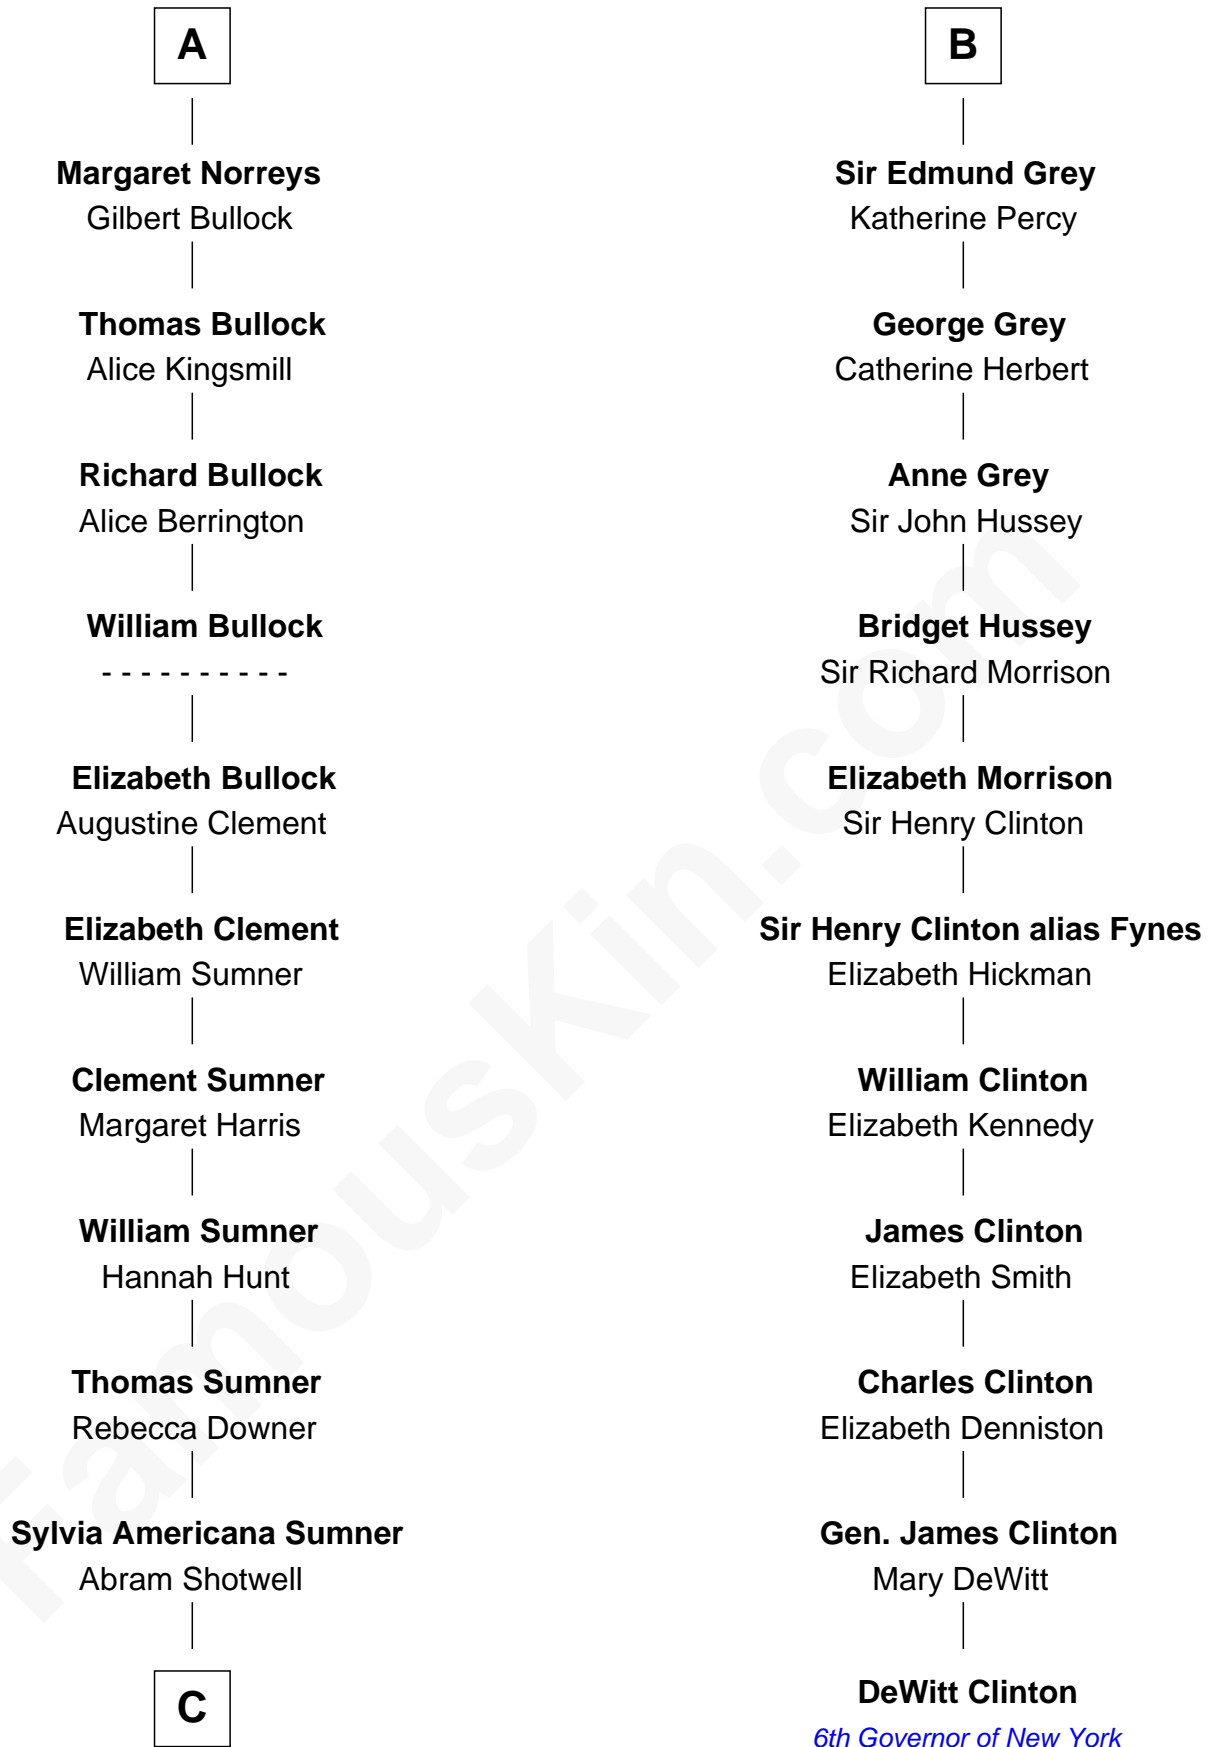 A
Margaret Norreys
Gilbert Bullock
Thomas Bullock
Alice Kingsmill
Richard Bullock
Alice Berrington
William Bullock
- - - - - - - - - -
Elizabeth Bullock
Augustine Clement
Elizabeth Clement
William Sumner
Clement Sumner
Margaret Harris
William Sumner
Hannah Hunt
Thomas Sumner
Rebecca Downer
Sylvia Americana Sumner
Abram Shotwell
C
B
Sir Edmund Grey
Katherine Percy
George Grey
Catherine Herbert
Anne Grey
Sir John Hussey
Bridget Hussey
Sir Richard Morrison
Elizabeth Morrison
Sir Henry Clinton
Sir Henry Clinton alias Fynes
Elizabeth Hickman
William Clinton
Elizabeth Kennedy
James Clinton
Elizabeth Smith
Charles Clinton
Elizabeth Denniston
Gen. James Clinton
Mary DeWitt
DeWitt Clinton
6th Governor of New York
FamousKin.com